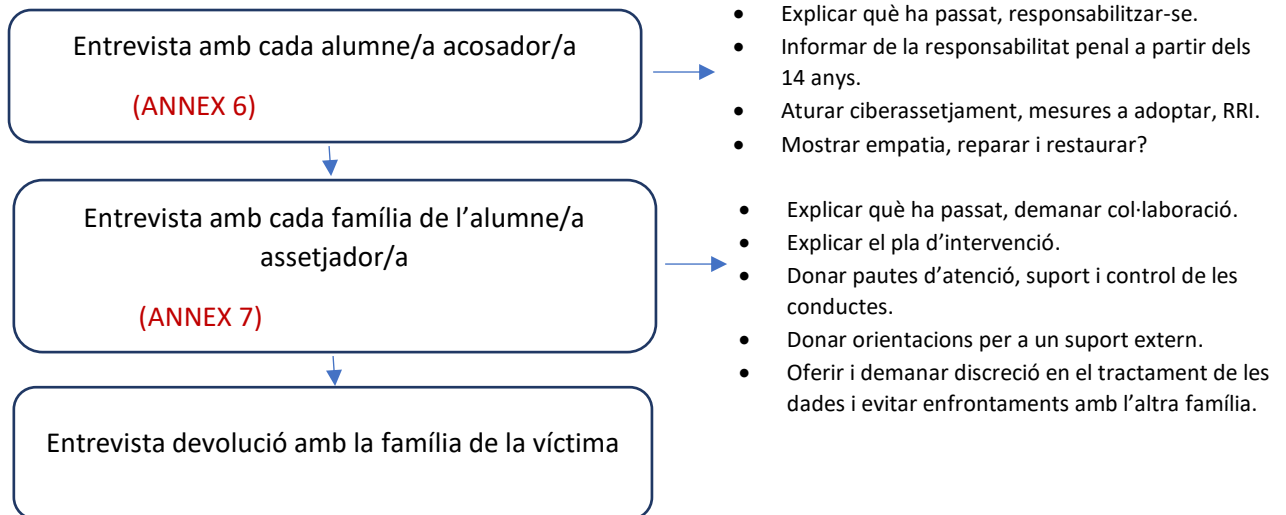 Entrevista amb cada alumne/a acosador/a
(ANNEX 6)
• Explicar què ha passat, responsabilitzar-se.
• Informar de la responsabilitat penal a partir dels
14 anys.
• Aturar ciberassetjament, mesures a adoptar, RRI.
• Mostrar empatia, reparar i restaurar?
Entrevista amb cada família de l’alumne/a
assetjador/a
(ANNEX 7)
• Explicar què ha passat, demanar col·laboració.
• Explicar el pla d’intervenció.
• Donar pautes d’atenció, suport i control de les
conductes.
• Donar orientacions per a un suport extern.
• Oferir i demanar discreció en el tractament de les
dades i evitar enfrontaments amb l’altra família.
Entrevista devolució amb la família de la víctima